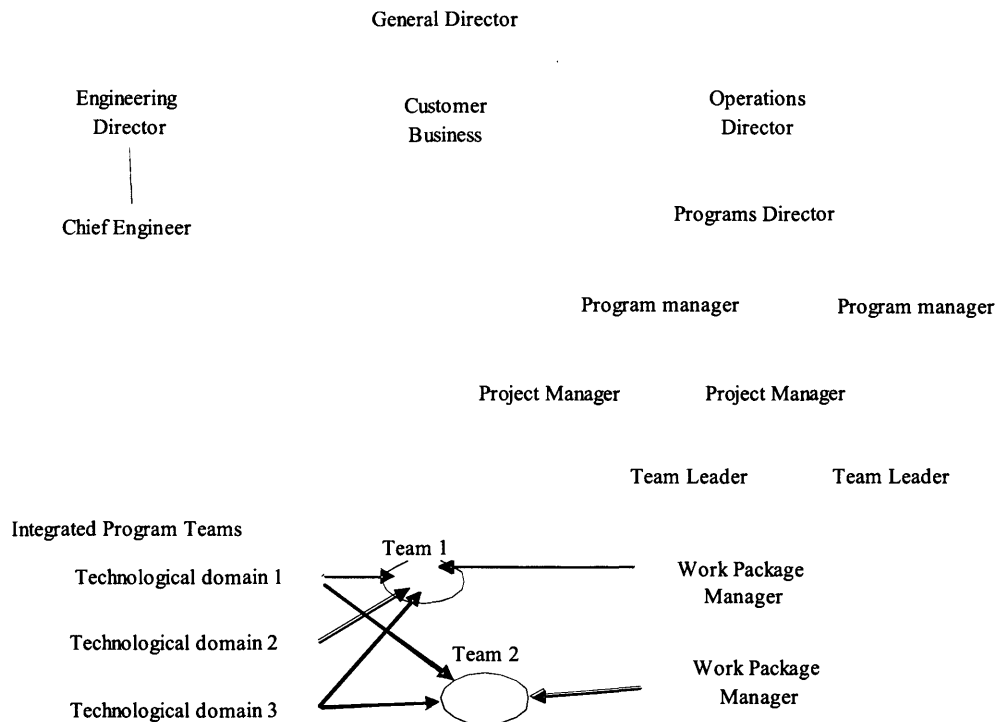 General Director
Engineering
Director
Customer
Business
Operations
Director
Chief Engineer
Programs Director
Program manager
Program manager
Project Manager
Project Manager
Team Leader
Team Leader
Integrated Program Teams
Team 1
Technological domain 1
Work Package
Manager
Technological domain 2
Team 2
Work Package
Manager
Technological domain 3